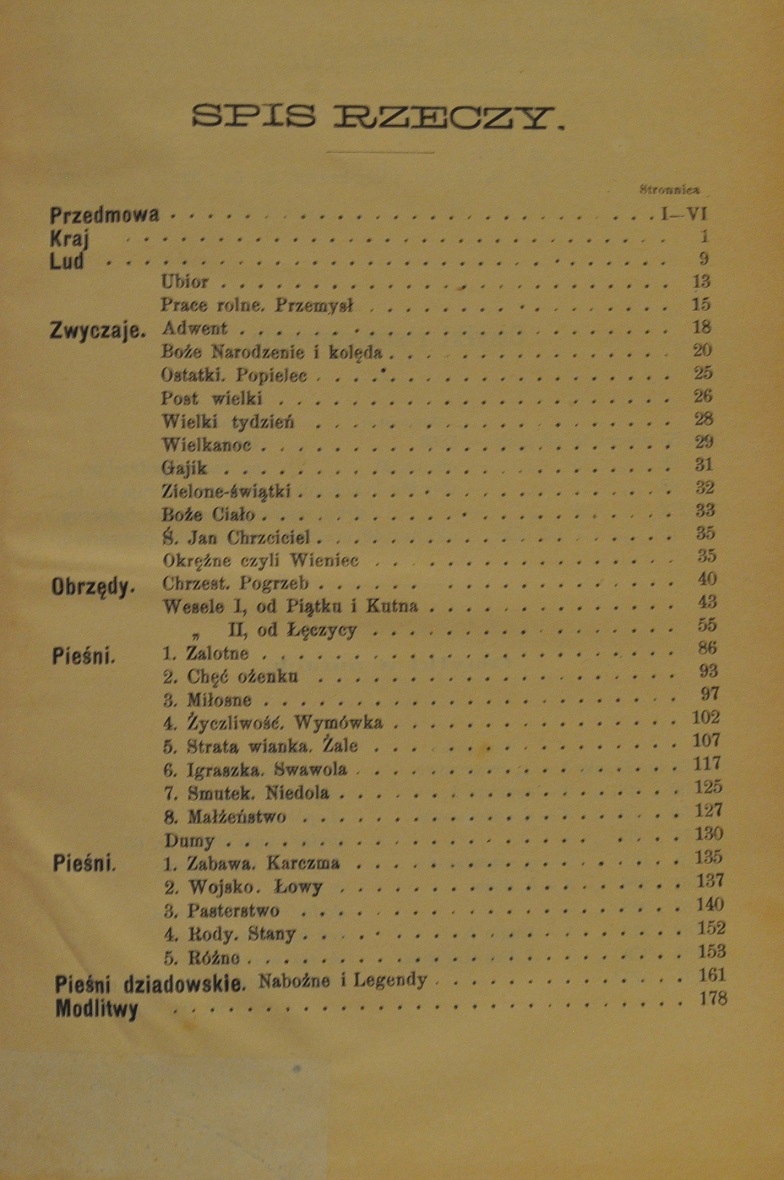 SPIS RZECZY.
Stronnica
Przedmowa . . . . . . . . . . . . . . . . . . . . . . . . I—VI
Kraj . . . . . . . . . . . . . . . . . . . . . . . . 1
Lud . . . . . . . . . . . . . . . . . . . . . . . . 9
Ubior . . . . . . . . . . . . . . . . . . . . 13
Prace rolne. Przemysł . . . . . . . . . . . . . . 15
Zwyczaje. Adwent . . . . . . . . . . . . . . . . . . . 18
Boże Narodzenie i kolęda . . . . . . . . . . . . . 20
Ostatki. Popielec . . . . . . . . . . . . . . . . 25
Post wielki . . . . . . . . . . . . . . . . . . 26
Wielki tydzień . . . . . . . . . . . . . . . . 28
Wielkanoc . . . . . . . . . . . . . . . . . . 29
Gajik . . . . . . . . . . . . . . . . . . . . 31
Zielone-świątki . . . . . . . . . . . . . . . . . 32
Boże Ciało . . . . . . . . . . . . . . . . . . 33
Ś. Jan Chrzciciel . . . . . . . . . . . . . . . . 35
Okrężne czyli Wieniec . . . . . . . . . . . . . . 35
Obrzędy. Chrzest. Pogrzeb . . . . . . . . . . . . . . . . 40
Wesele I, od Piątku i Kutna . . . . . . . . . . . 43
„ II, od Łęczycy . . . . . . . . . . . . . . 55
Pieśni. 1. Zalotne . . . . . . . . . . . . . . . . . . . 86
2. Chęć ożenku . . . . . . . . . . . . . . . . 93
3. Miłosne . . . . . . . . . . . . . . . . . . . 97
4. Życzliwość. Wymówka . . . . . . . . . . . . . 102
5. Strata wianka. Żale . . . . . . . . . . . . . . 107
6. Igraszka. Swawola . . . . . . . . . . . . . . . 117
7. Smutek. Niedola . . . . . . . . . . . . . . . . 125
8. Małżeństwo . . . . . . . . . . . . . . . . . 127
Dumy . . . . . . . . . . . . . . . . . . . . 130
Pieśni. 1. Zabawa. Karczma . . . . . . . . . . . . . . . 135
2. Wojsko. Łowy . . . . . . . . . . . . . . . . 137
3. Pasterstwo . . . . . . . . . . . . . . . . . 140
4. Rody. Stany . . . . . . . . . . . . . . . . . 152
5. Różne . . . . . . . . . . . . . . . . . . . . 153
Pieśni dziadowskie. Nabożne i Legendy . . . . . . . . . . . 161
Modlitwy . . . . . . . . . . . . . . . . . . . . . . . 178